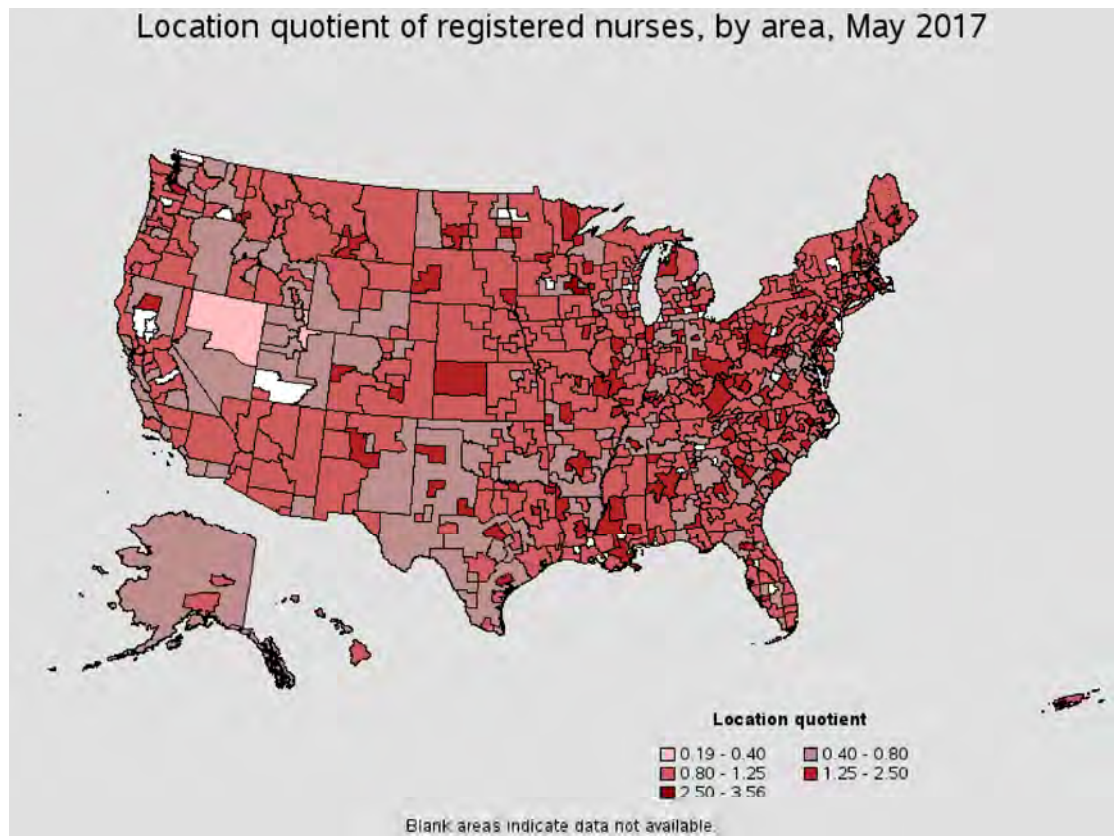 Location quotient of registered nurses, by area, May 2017
Location quotient
0.19 - 0.40 0.40 - 0.80
0.80 - 1.25 1.25 - 2.50
2.50 - 3.56
Blank areas indicate data not available.